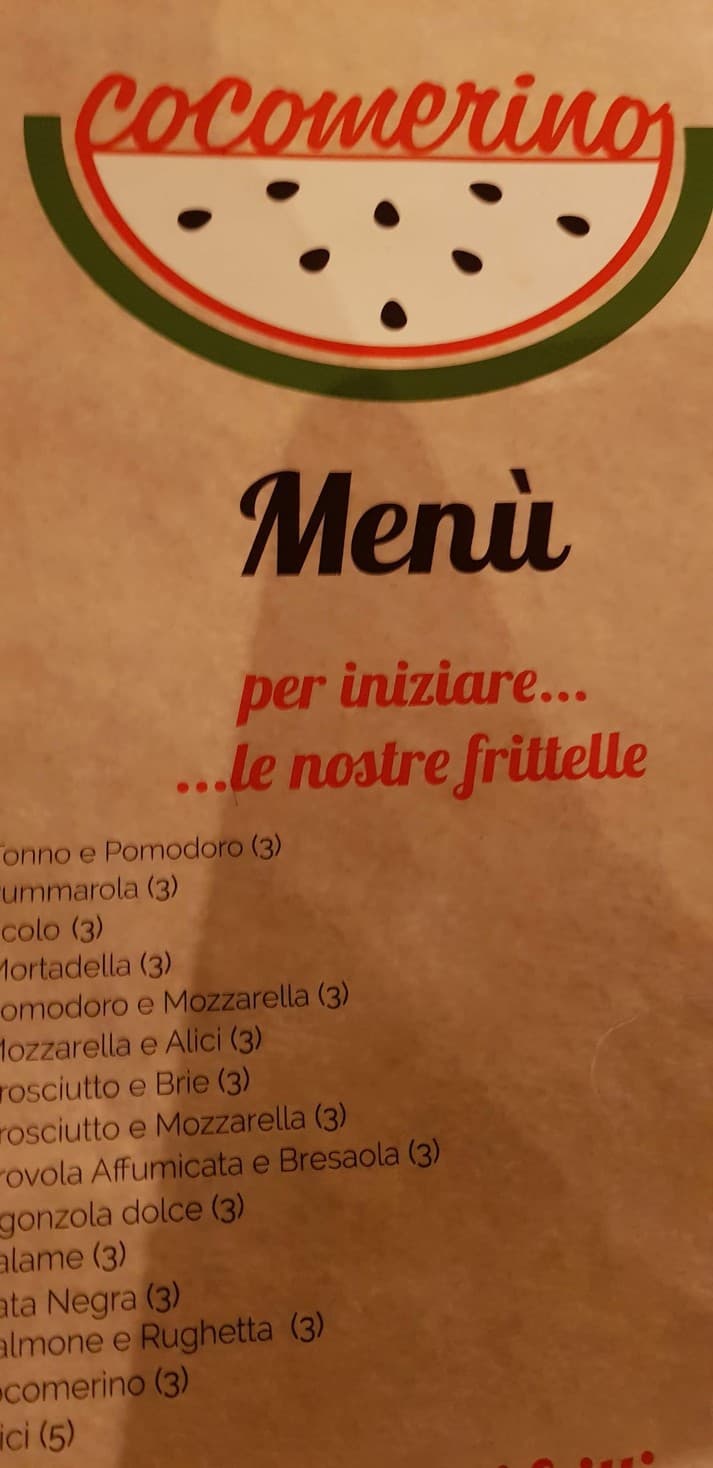 cocomerino
Menù
per iniziare...
...le nostre frittelle
Tonno e Pomodoro (3)
ummarola (3)
colo (3)
Mortadella (3)
omodoro e Mozzarella (3)
Mozzarella e Alici (3)
rosciutto e Brie (3)
rosciutto e Mozzarella (3)
rovola Affumicata e Bresaola (3)
gonzola dolce (3)
alame (3)
ata Negra (3)
almone e Rughetta (3)
ocomerino (3)
ici (5)